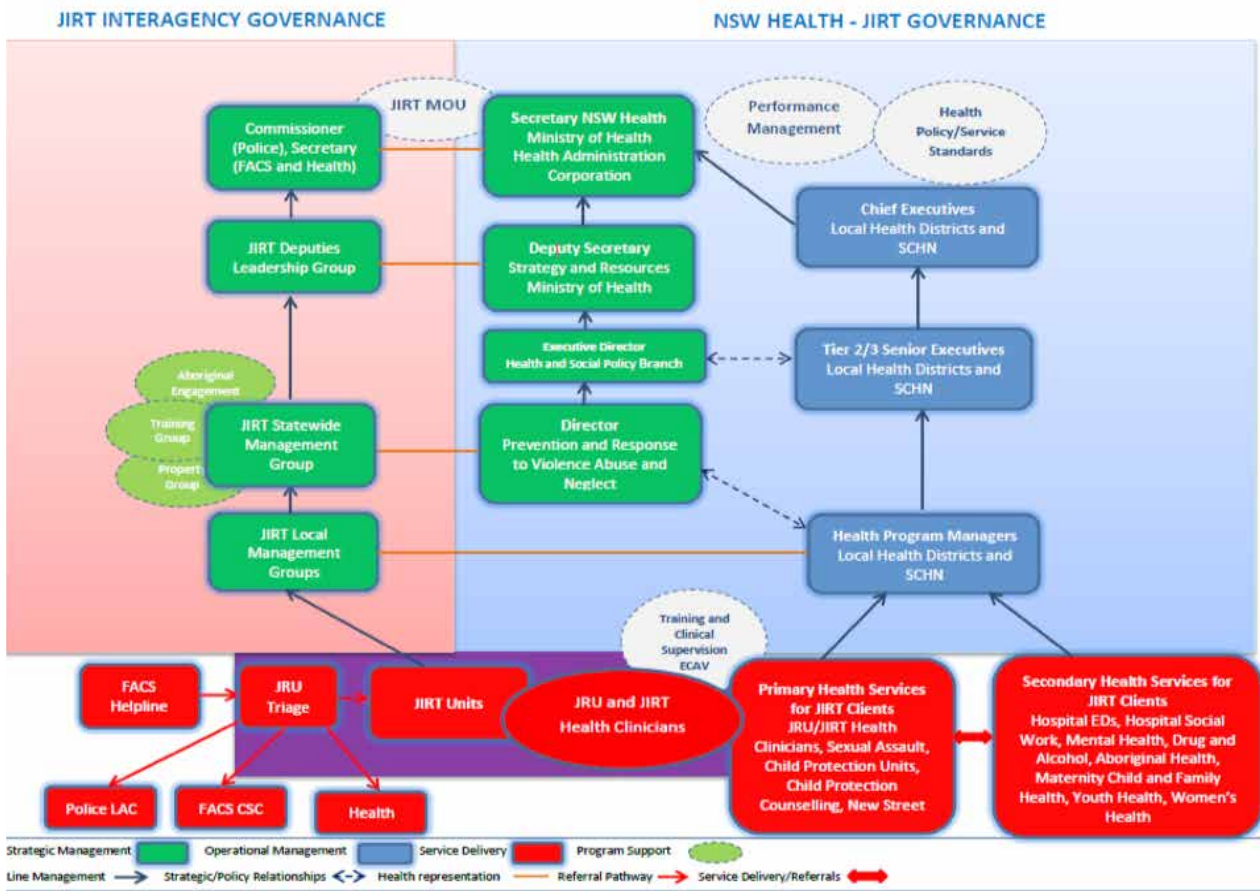 JIRT INTERAGENCY GOVERNANCE
NSW HEALTH - JIRT GOVERNANCE
JIRT MOU
Performance
Management
Health
Policy/Service
Standards
Commissioner
(Police), Secretary
(FACS and Health)
Secretary NSW Health
Ministry of Health
Health Administration
Corporation
Chief Executives
Local Health Districts and
SCHN
JIRT Deputies
Leadership Group
Deputy Secretary
Strategy and Resources
Ministry of Health
Executive Director
Health and Social Policy Branch
Tier 2/3 Senior Executives
Local Health Districts and
SCHN
Aboriginal
Engagement
Training
Group
Propert
Group
JIRT Statewide
Management
Group
Director
Prevention and Response
to Violence Abuse and
Neglect
JIRT Local
Management
Groups
Health Program Managers
Local Health Districts and
SCHN
Training and
Clinical
Supervision
ECAV
FACS
Helpline
JRU
Triage
JIRT Units
JRU and JIRT
Health Clinicians
Primary Health Services
for JIRT Clients
JRU/JIRT Health
Clinicians, Sexual Assault,
Child Protection Units,
Child Protection
Counselling, New Street
Secondary Health Services for
JIRT Clients
Hospital EDs, Hospital Social
Work, Mental Health, Drug and
Alcohol, Aboriginal Health,
Maternity Child and Family
Health, Youth Health, Women's
Health
Police LAC
FACS CSC
Health
Strategic Management
Operational Management
Service Delivery
Program Support
Line Management
Strategic/Policy Relationships
Health representation
Referral Pathway
Service Delivery/Referrals